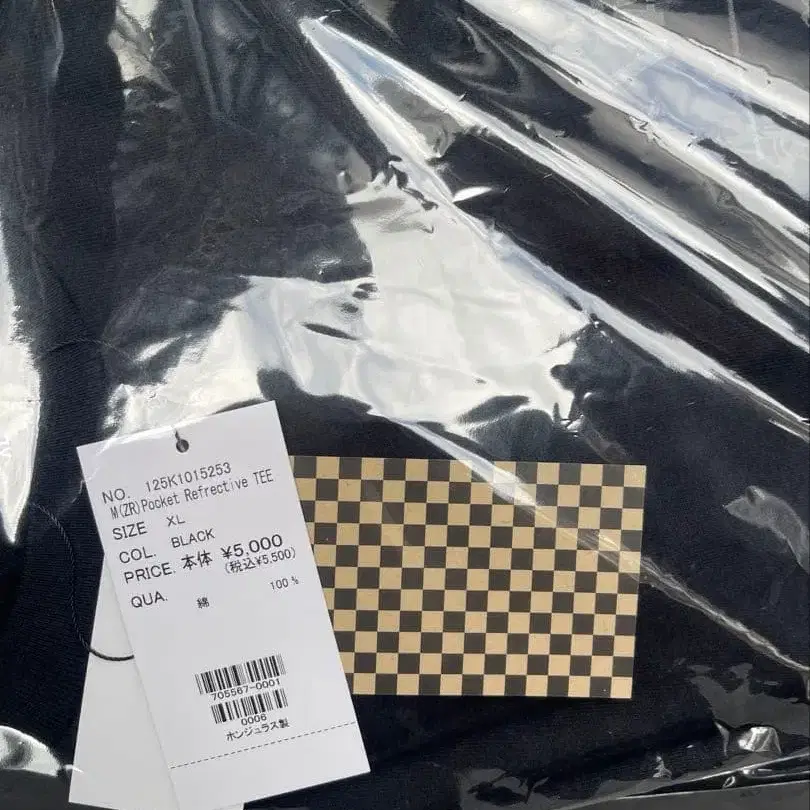 NO. 125K1015253
M(ZR)Pocket Refrective TEE
SIZE XL
COL. BLACK
PRICE. 本体 ¥5,000
(税込¥5,500)
QUA. 綿 100%
705567-0001
0006
ホンジュラス製